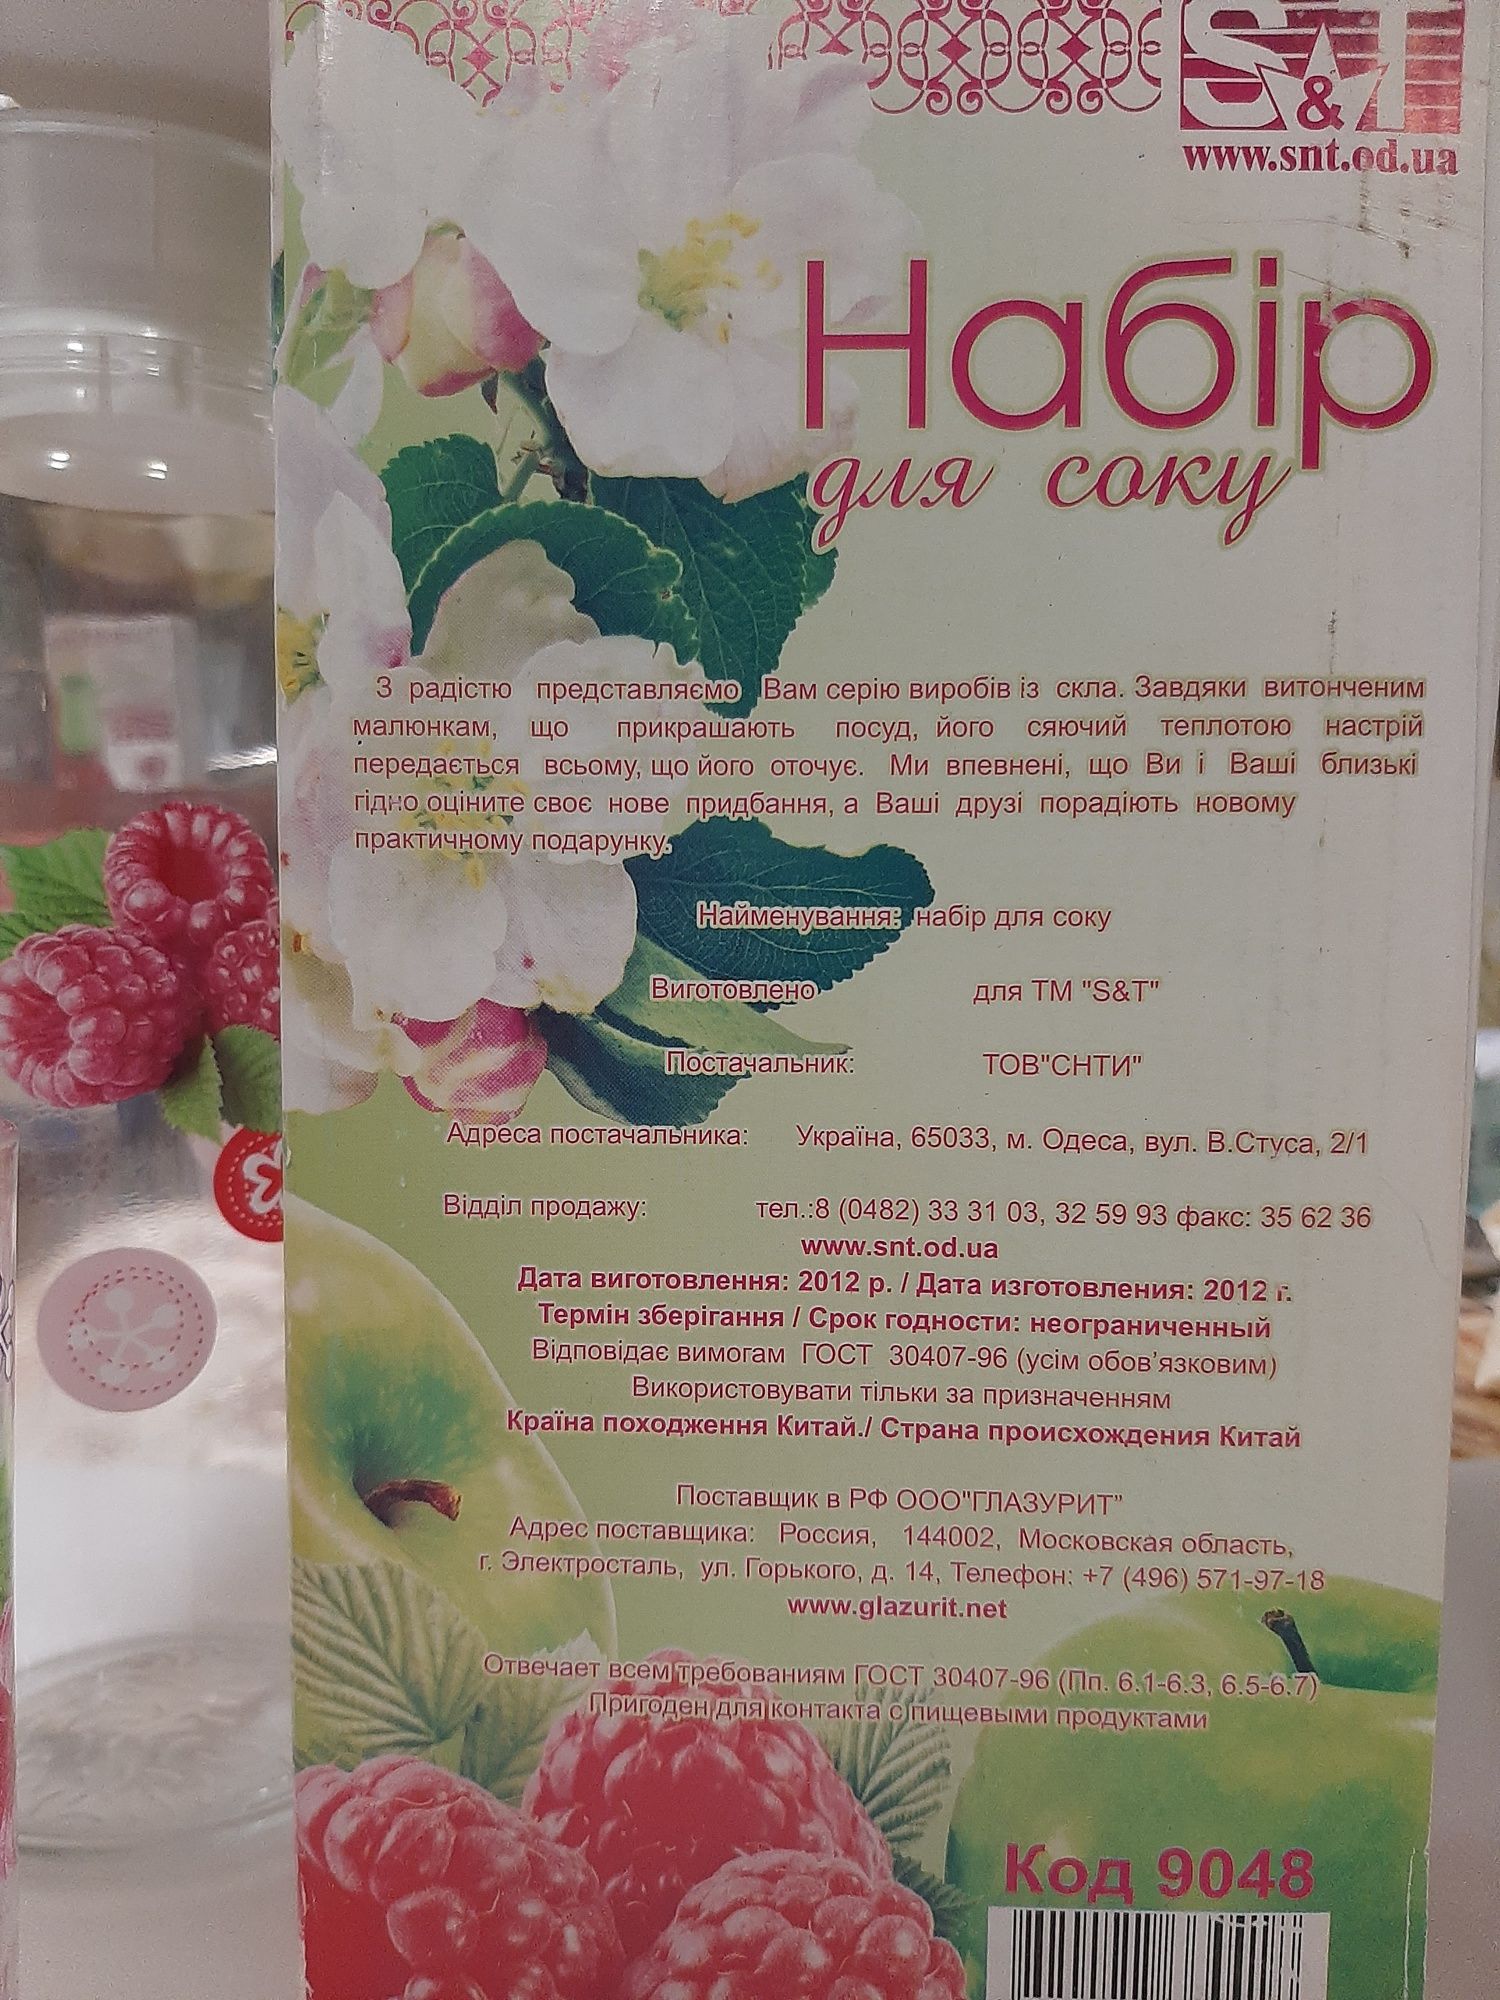 S&T
www.snt.od.ua
Набір
для соку
З радістю представляємо Вам серію виробів із скла. Завдяки витонченим
малюнкам, що прикрашають посуд, його сяючий теплотою настрій
передається всьому, що його оточує. Ми впевнені, що Ви і Ваші близькі
гідно оціните своє нове придбання, а Ваші друзі порадіють новому
практичному подарунку.
Найменування: набір для соку
Виготовлено для ТМ "S&T"
Постачальник: ТОВ"СНТИ"
Адреса постачальника: Україна, 65033, м. Одеса, вул. В.Стуса, 2/1
Відділ продажу: тел.:8 (0482) 33 31 03, 32 59 93 факс: 35 62 36
www.snt.od.ua
Дата виготовлення: 2012 р. / Дата изготовления: 2012 г.
Термін зберігання / Срок годности: неограниченный
Відповідає вимогам ГОСТ 30407-96 (усім обов'язковим)
Використовувати тільки за призначенням
Країна походження Китай./ Страна происхождения Китай
Поставщик в РФ ООО"ГЛАЗУРИТ"
Адрес поставщика: Россия, 144002, Московская область,
г. Электросталь, ул. Горького, д. 14, Телефон: +7 (496) 571-97-18
www.glazurit.net
Отвечает всем требованиям ГОСТ 30407-96 (Пп. 6.1-6.3, 6.5-6.7)
Пригоден для контакта с пищевыми продуктами
Код 9048